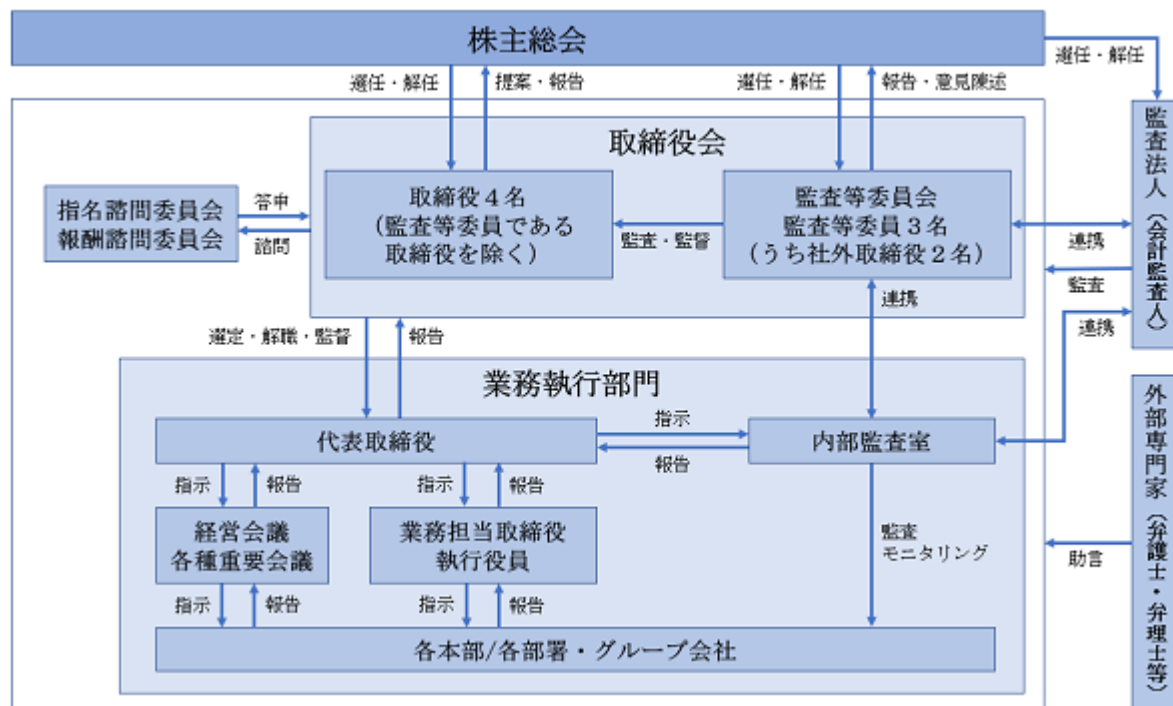 株主総会
選任・解任
提案・報告
選任・解任
報告・意見陳述
選任・解任
取締役会
取締役4名
（監査等委員である
取締役を除く）
監査・監督
監査等委員会
監査等委員3名
（うち社外取締役2名）
指名諮問委員会
報酬諮問委員会
答申
諮問
連携
監査
連携
連携
監査法人（会計監査人）
選定・解職・監督
報告
業務執行部門
代表取締役
指示
報告
内部監査室
指示
報告
指示
報告
経営会議
各種重要会議
業務担当取締役
執行役員
監査
モニタリング
指示
報告
指示
報告
各本部/各部署・グループ会社
助言
外部専門家（弁護士・弁理士等）